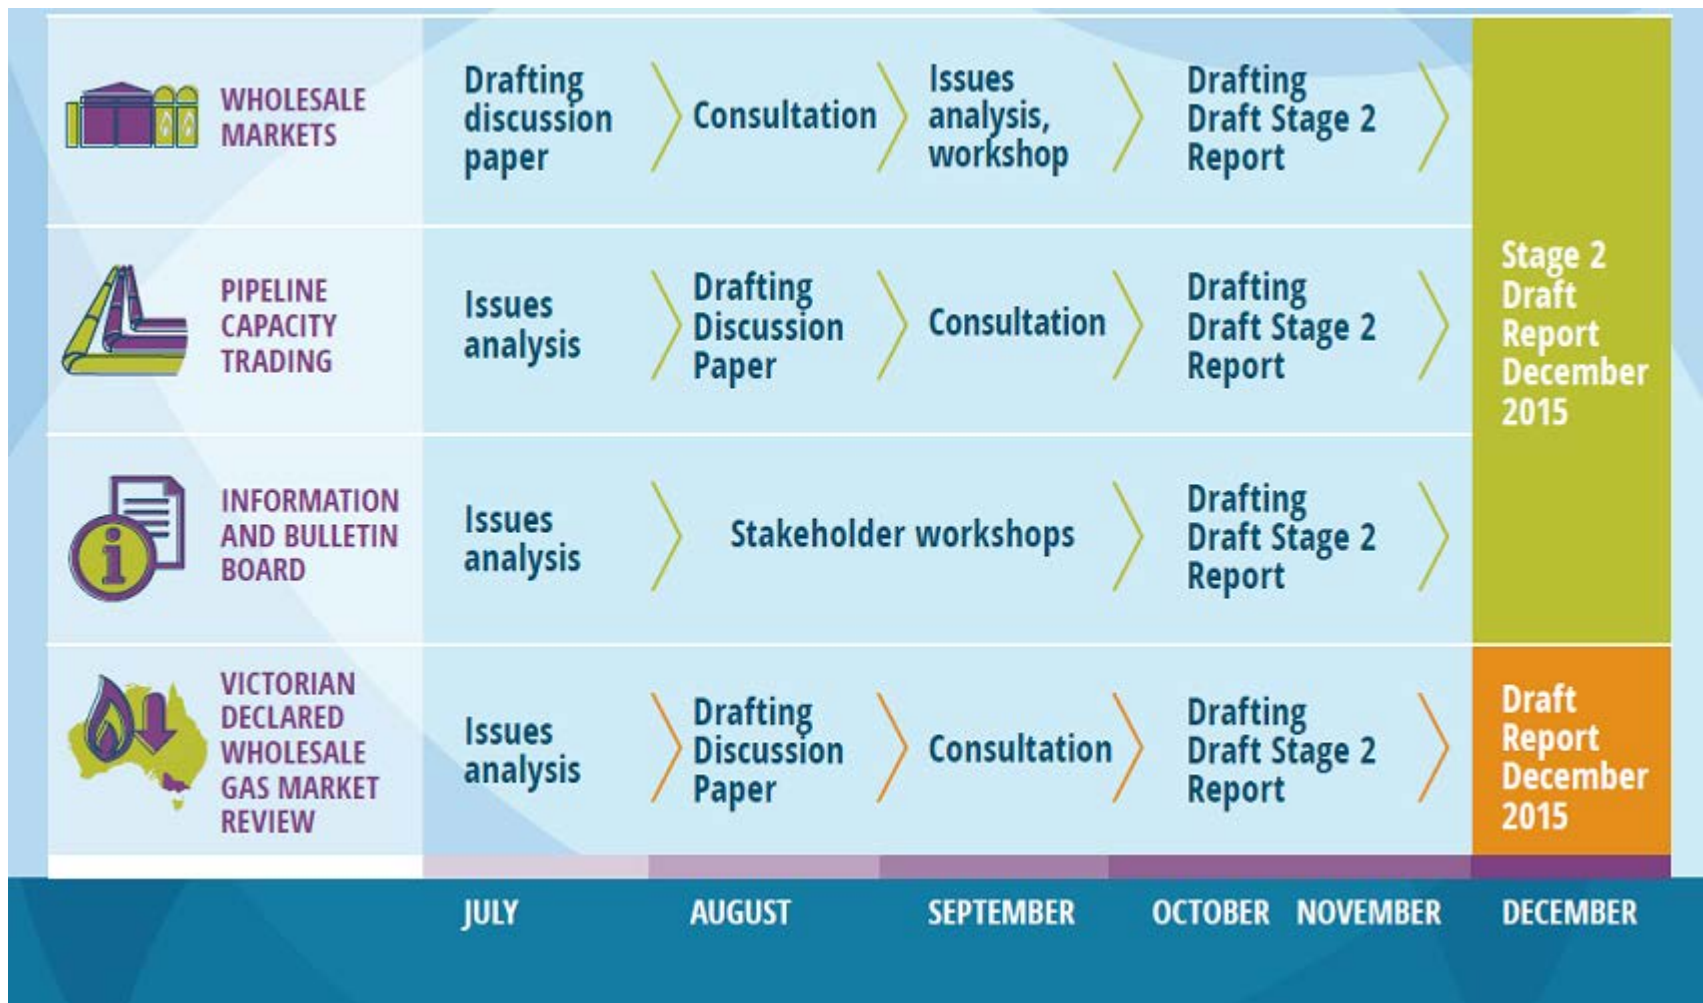 WHOLESALE
MARKETS
Drafting
discussion
paper
Consultation
Issues
analysis,
workshop
Drafting
Draft Stage 2
Report
PIPELINE
CAPACITY
TRADING
Issues
analysis
Drafting
Discussion
Paper
Consultation
Drafting
Draft Stage 2
Report
Stage 2
Draft
Report
December
2015
INFORMATION
AND BULLETIN
BOARD
Issues
analysis
Stakeholder workshops
Drafting
Draft Stage 2
Report
VICTORIAN
DECLARED
WHOLESALE
GAS MARKET
REVIEW
Issues
analysis
Drafting
Discussion
Paper
Consultation
Drafting
Draft Stage 2
Report
Draft
Report
December
2015
JULY
AUGUST
SEPTEMBER
OCTOBER
NOVEMBER
DECEMBER